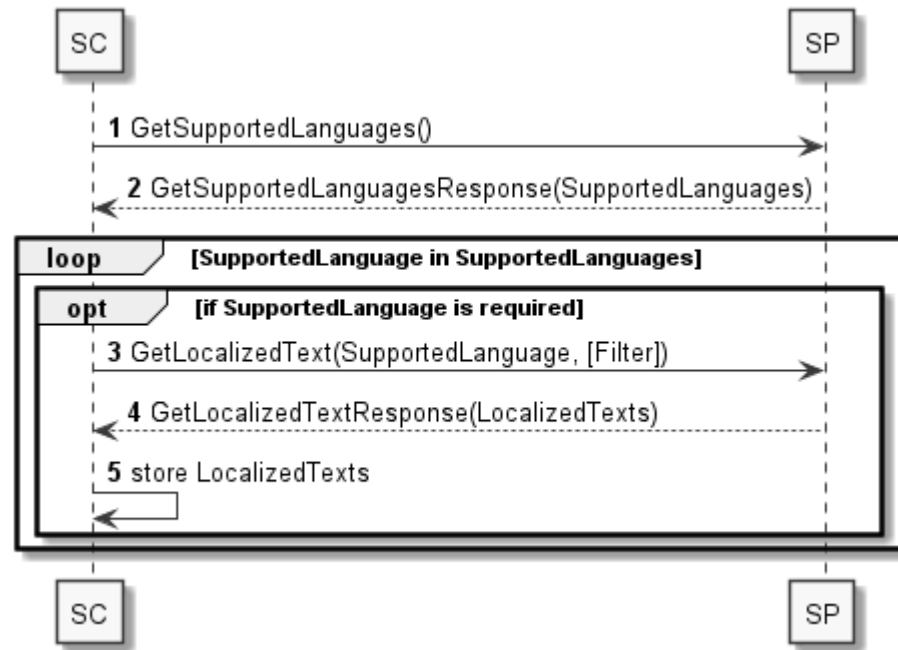 SC SP
1 GetSupportedLanguages()
2 GetSupportedLanguagesResponse(SupportedLanguages)
loop [SupportedLanguage in SupportedLanguages]
opt [if SupportedLanguage is required]
3 GetLocalizedText(SupportedLanguage, [Filter])
4 GetLocalizedTextResponse(LocalizedTexts)
5 store LocalizedTexts
SC SP